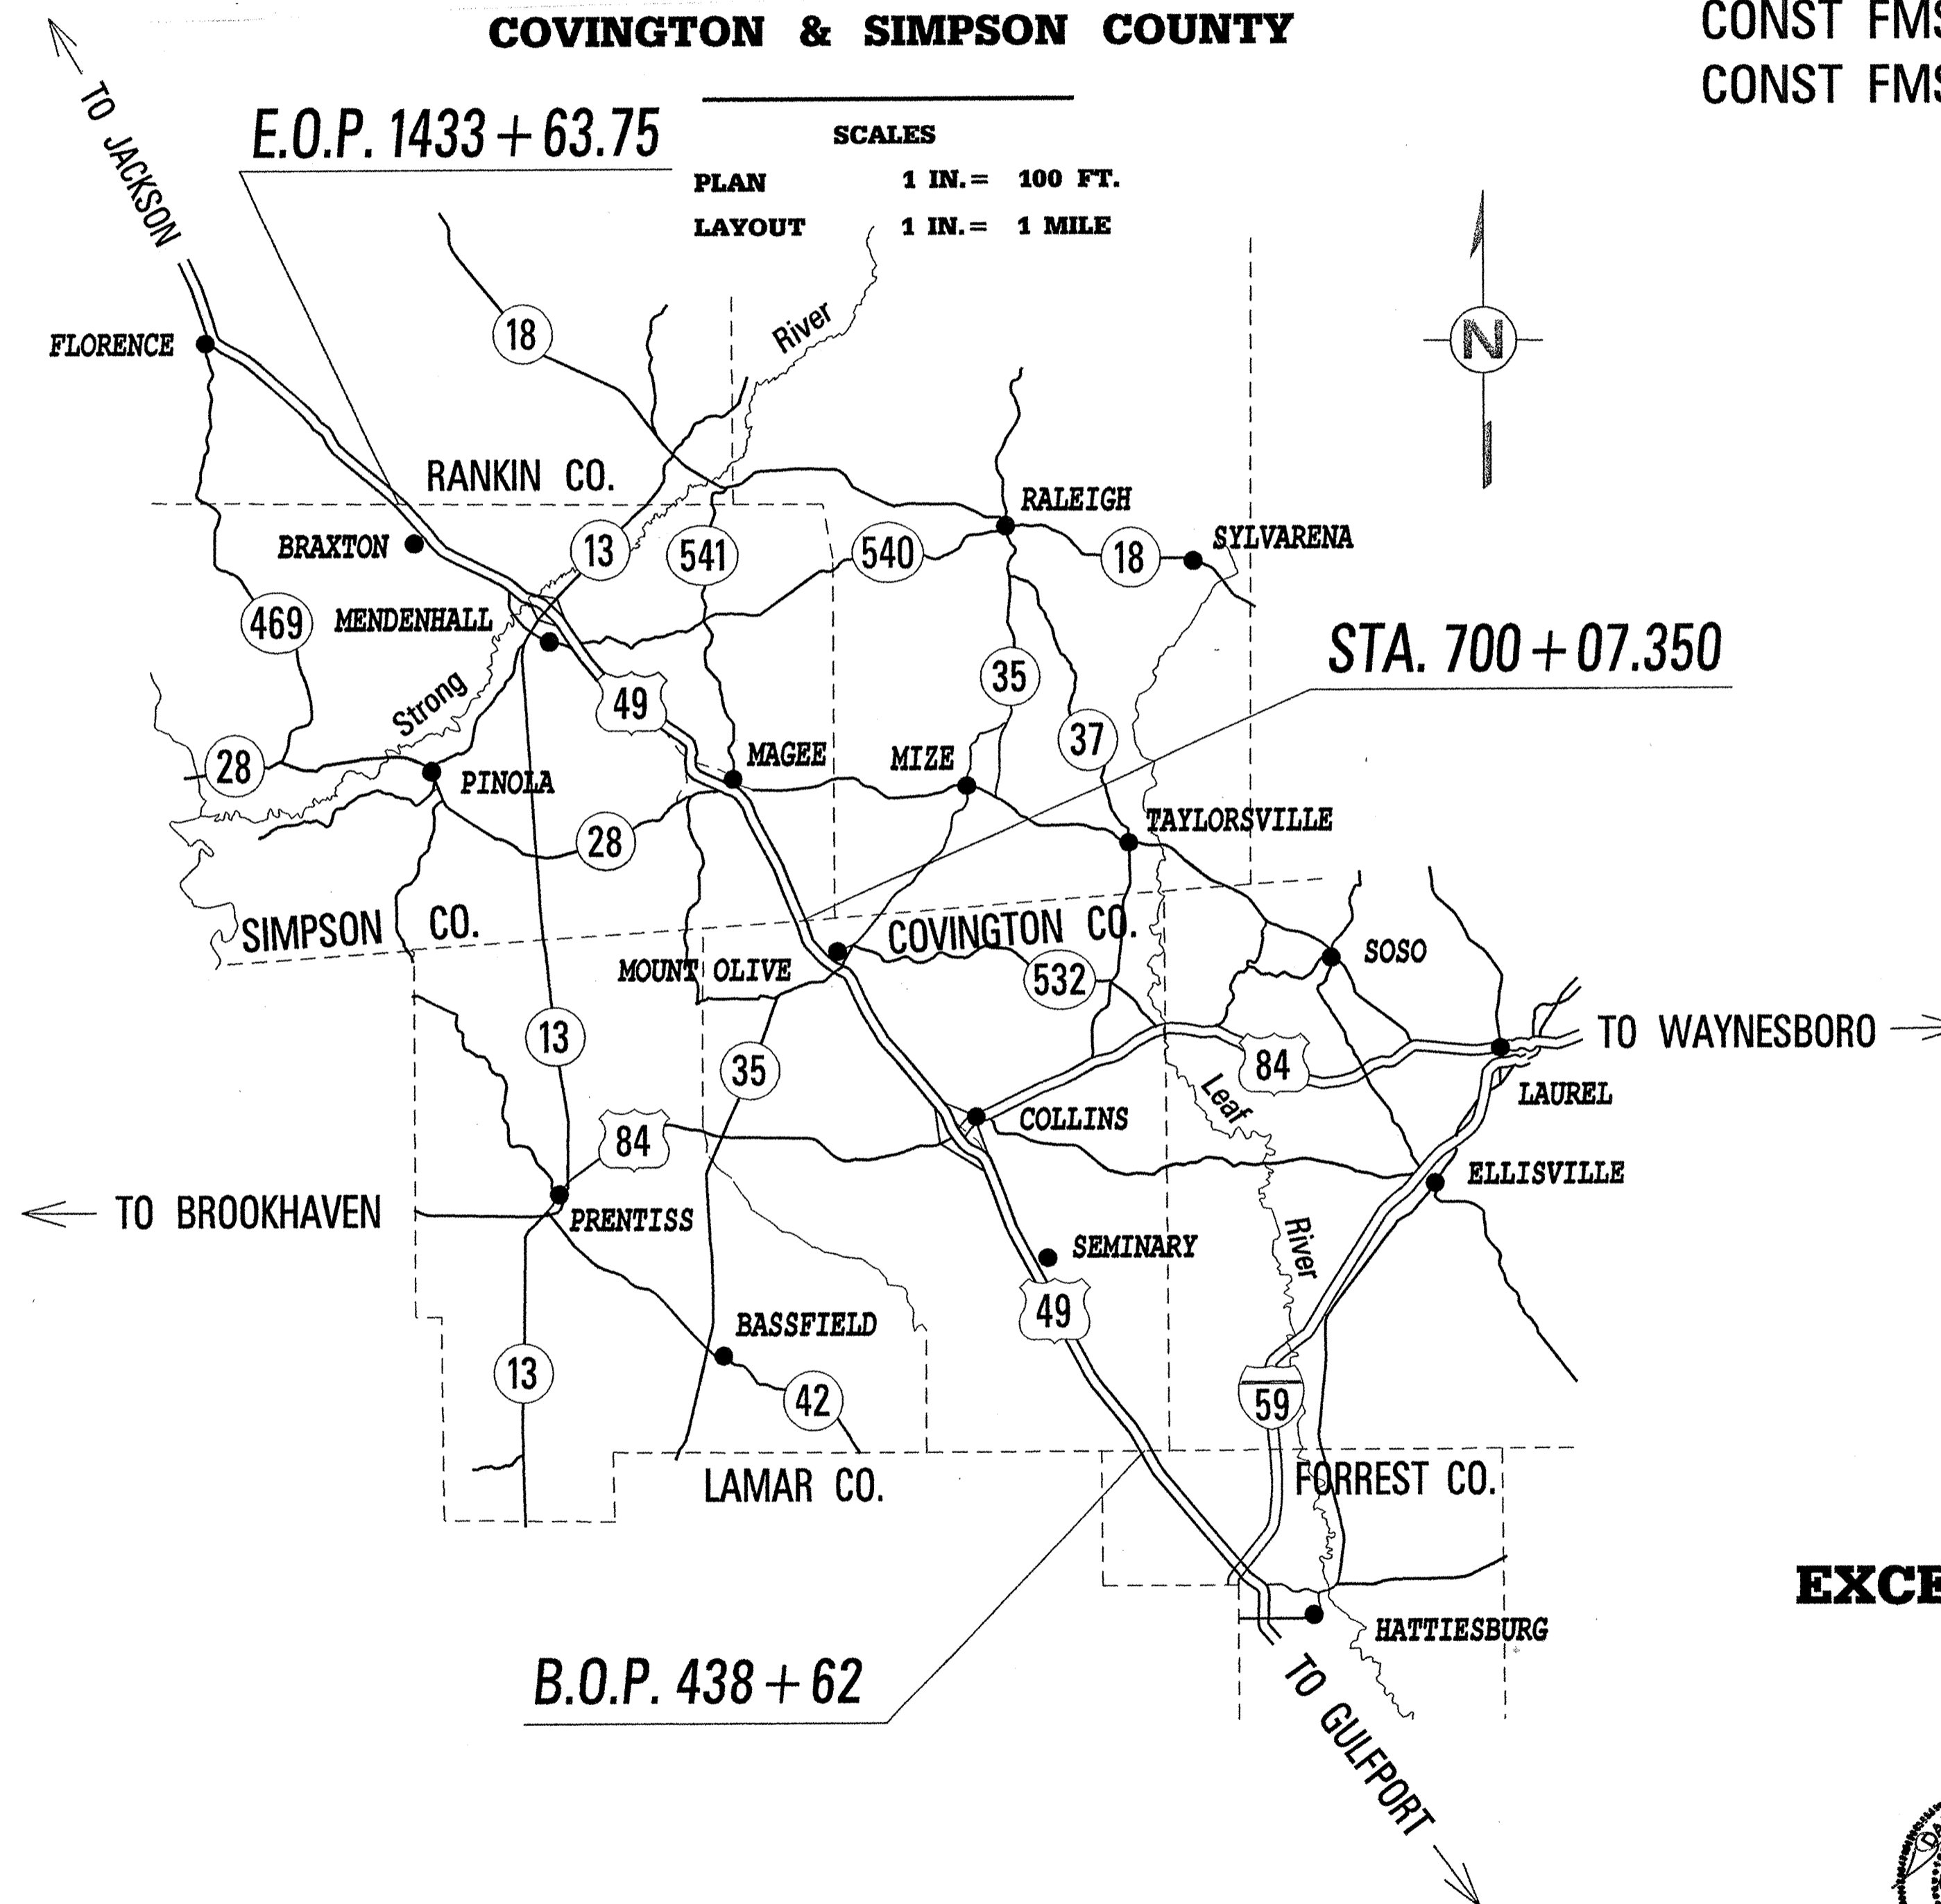 COVINGTON & SIMPSON COUNTY
CONST FMS
CONST FMS
SCALES
PLAN 1 IN.= 100 FT.
LAYOUT 1 IN.= 1 MILE
TO JACKSON
E.O.P. 1433+63.75
18
River
N
FLORENCE
RANKIN CO.
RALEIGH
BRAXTON
13
541
540
18
SYLVARENA
469
MENDENHALL
STA. 700+07.350
35
Strong
49
37
28
MAGEE
MIZE
PINOLA
TAYLORSVILLE
28
SIMPSON CO.
COVINGTON CO.
SOSO
MOUNT OLIVE
532
13
TO WAYNESBORO
35
84
Leaf
LAUREL
84
COLLINS
ELLISVILLE
TO BROOKHAVEN
PRENTISS
SEMINARY
River
49
BASSFIELD
13
42
59
LAMAR CO.
FORREST CO.
EXCE
HATTIESBURG
B.O.P. 438+62
TO GULFPORT